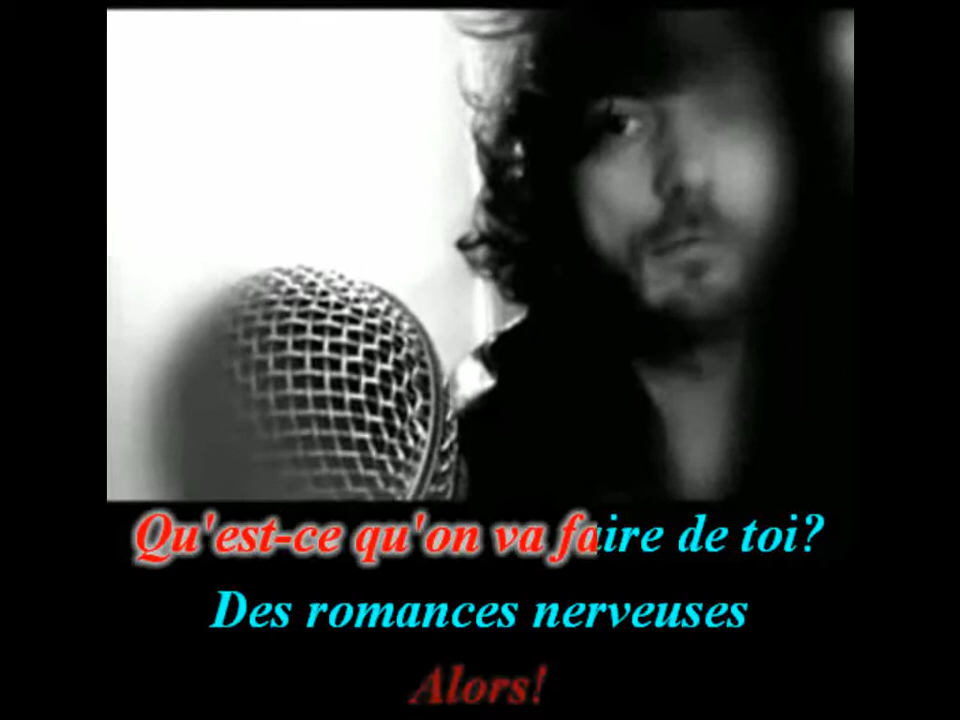 Qu'est-ce qu'on va faire de toi?
Des romances nerveuses
Alors!